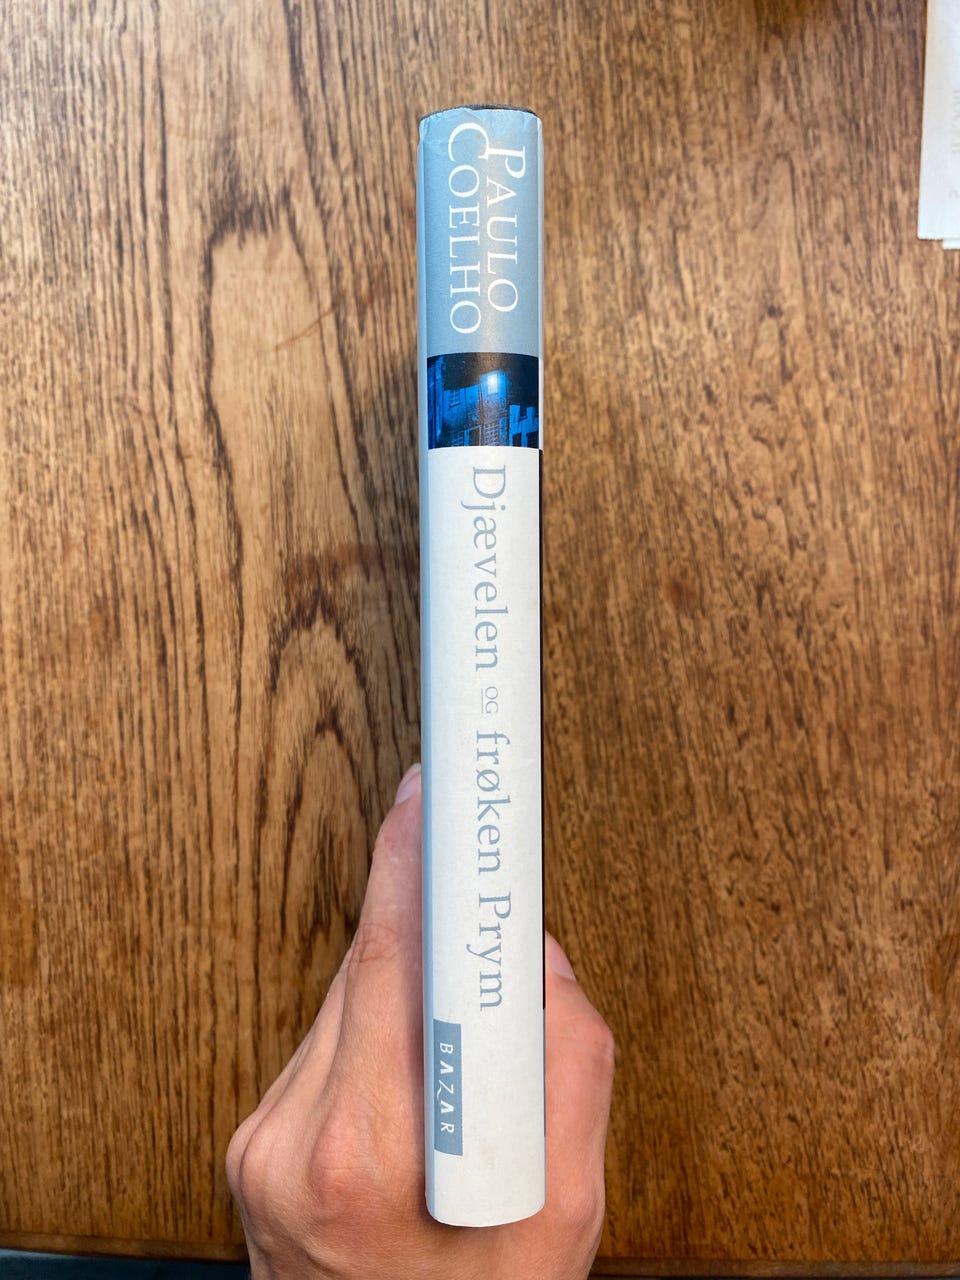 PAULO
COELHO
Djævelen OG frøken Prym
BAZAR